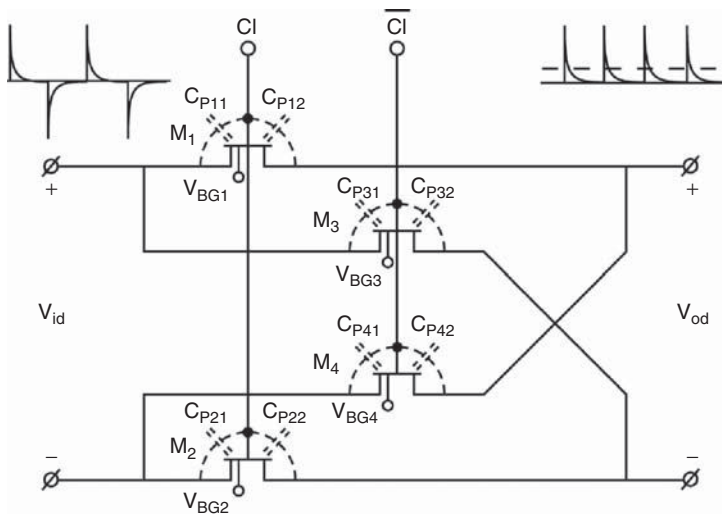 Cl C̅l̅
C_P11 C_P12
M_1
+ V_BG1 +
C_P31 C_P32
M_3
V_BG3
V_id V_od
C_P41 C_P42
M_4
V_BG4
C_P21 C_P22
− M_2 −
V_BG2